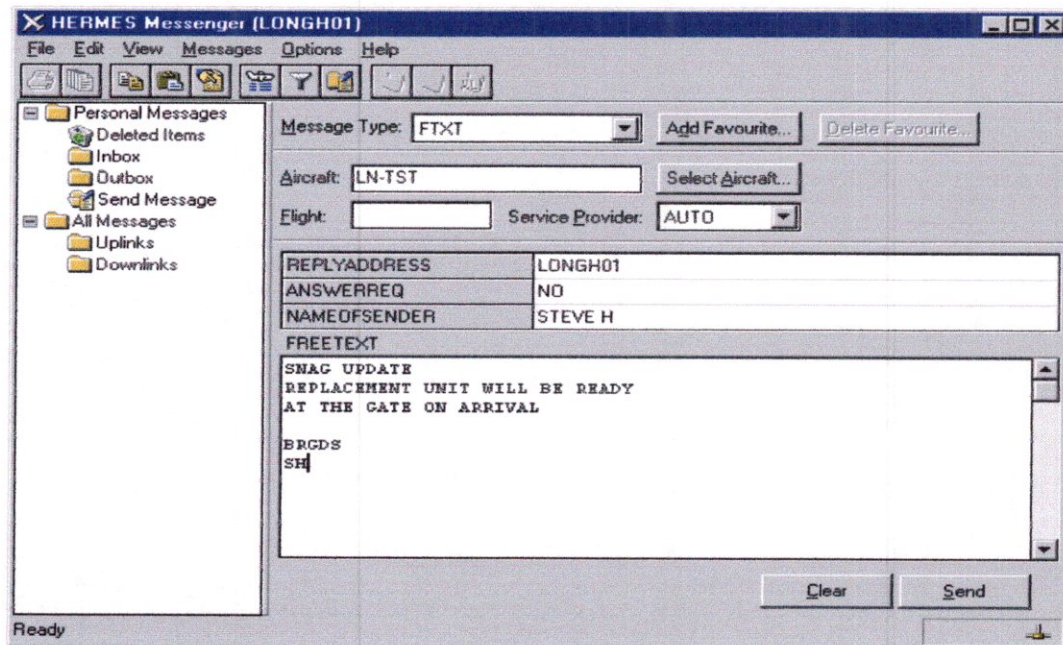 HERMES Messenger (LONGH01)
File Edit View Messages Options Help
Personal Messages
Deleted Items
Inbox
Outbox
Send Message
All Messages
Uplinks
Downlinks
Message Type: FTXT Add Favourite... Delete Favourite...
Aircraft: LN-TST Select Aircraft...
Flight: Service Provider: AUTO
REPLYADDRESS LONGH01
ANSWERREQ NO
NAMEOFSENDER STEVE H
FREETEXT
SNAG UPDATE
REPLACEMENT UNIT WILL BE READY
AT THE GATE ON ARRIVAL
BRGDS
SH
Clear Send
Ready